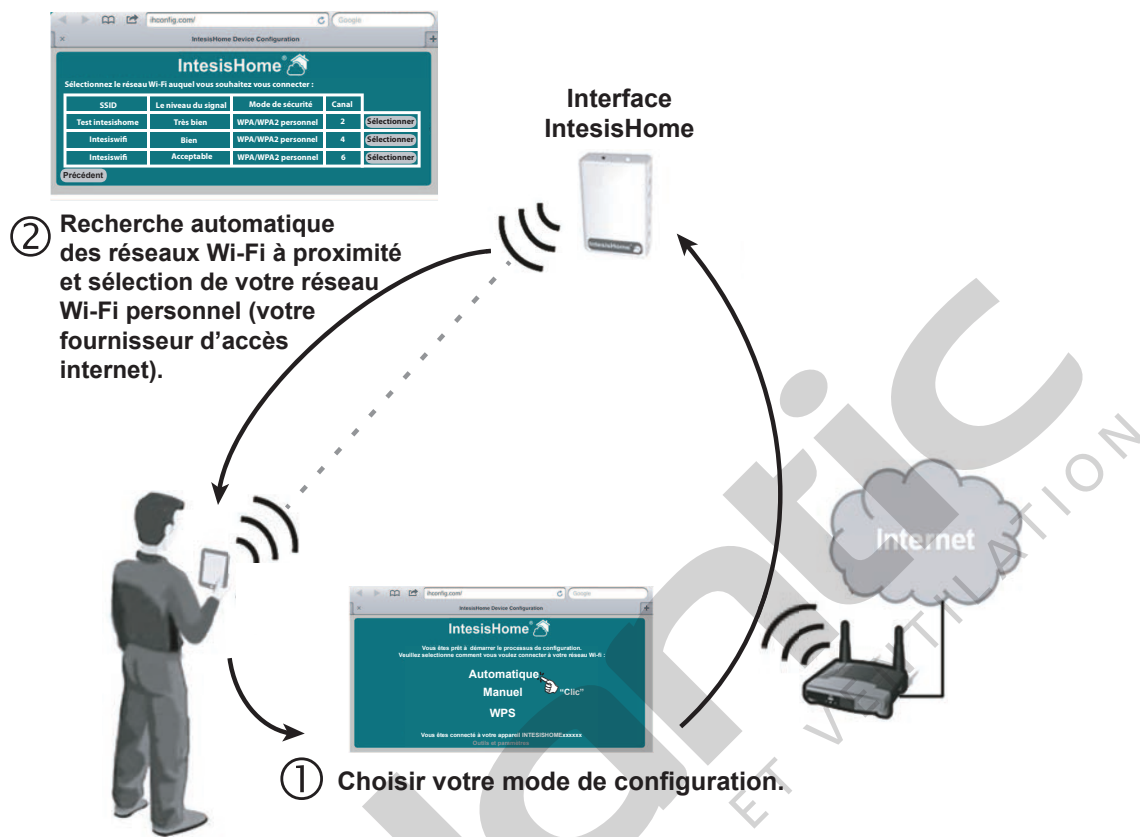 ihconfig.com/
Google
IntesisHome Device Configuration
IntesisHome®
Sélectionnez le réseau Wi-Fi auquel vous souhaitez vous connecter :
SSID Le niveau du signal Mode de sécurité Canal
Test intesishome Très bien WPA/WPA2 personnel 2 Sélectionner
Intesiswifi Bien WPA/WPA2 personnel 4 Sélectionner
Intesiswifi Acceptable WPA/WPA2 personnel 6 Sélectionner
Précédent
Interface
IntesisHome
IntesisHome
② Recherche automatique
des réseaux Wi-Fi à proximité
et sélection de votre réseau
Wi-Fi personnel (votre
fournisseur d'accès
internet).
Internet
ihconfig.com/
Google
IntesisHome Device Configuration
IntesisHome®
Vous êtes prêt à démarrer le processus de configuration.
Veuillez selectionne comment vous voulez connecter à votre réseau Wi-fi :
Automatique
Manuel "Clic"
WPS
Vous êtes connecté à votre appareil INTESISHOMExxxxxx
Outils et paramètres
① Choisir votre mode de configuration.
lantic
ET VENTILATION